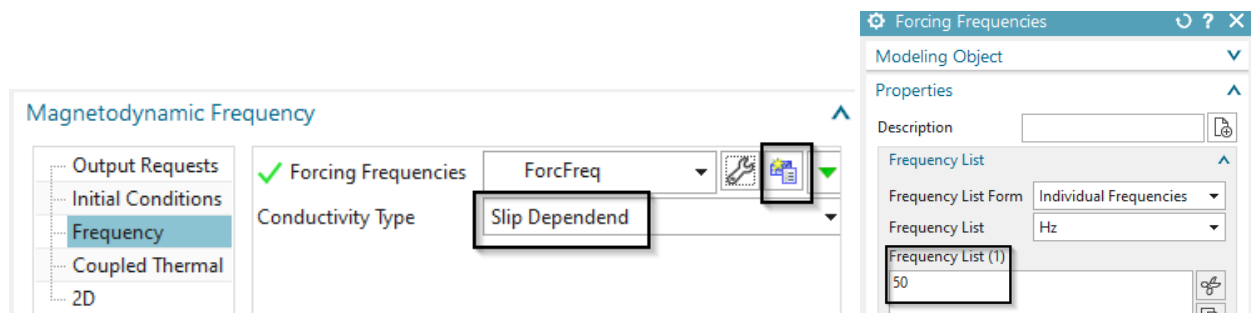 Magnetodynamic Frequency
Output Requests
Initial Conditions
Frequency
Coupled Thermal
2D
Forcing Frequencies ForcFreq
Conductivity Type Slip Dependend
Forcing Frequencies ? X
Modeling Object
Properties
Description
Frequency List
Frequency List Form Individual Frequencies
Frequency List Hz
Frequency List (1)
50